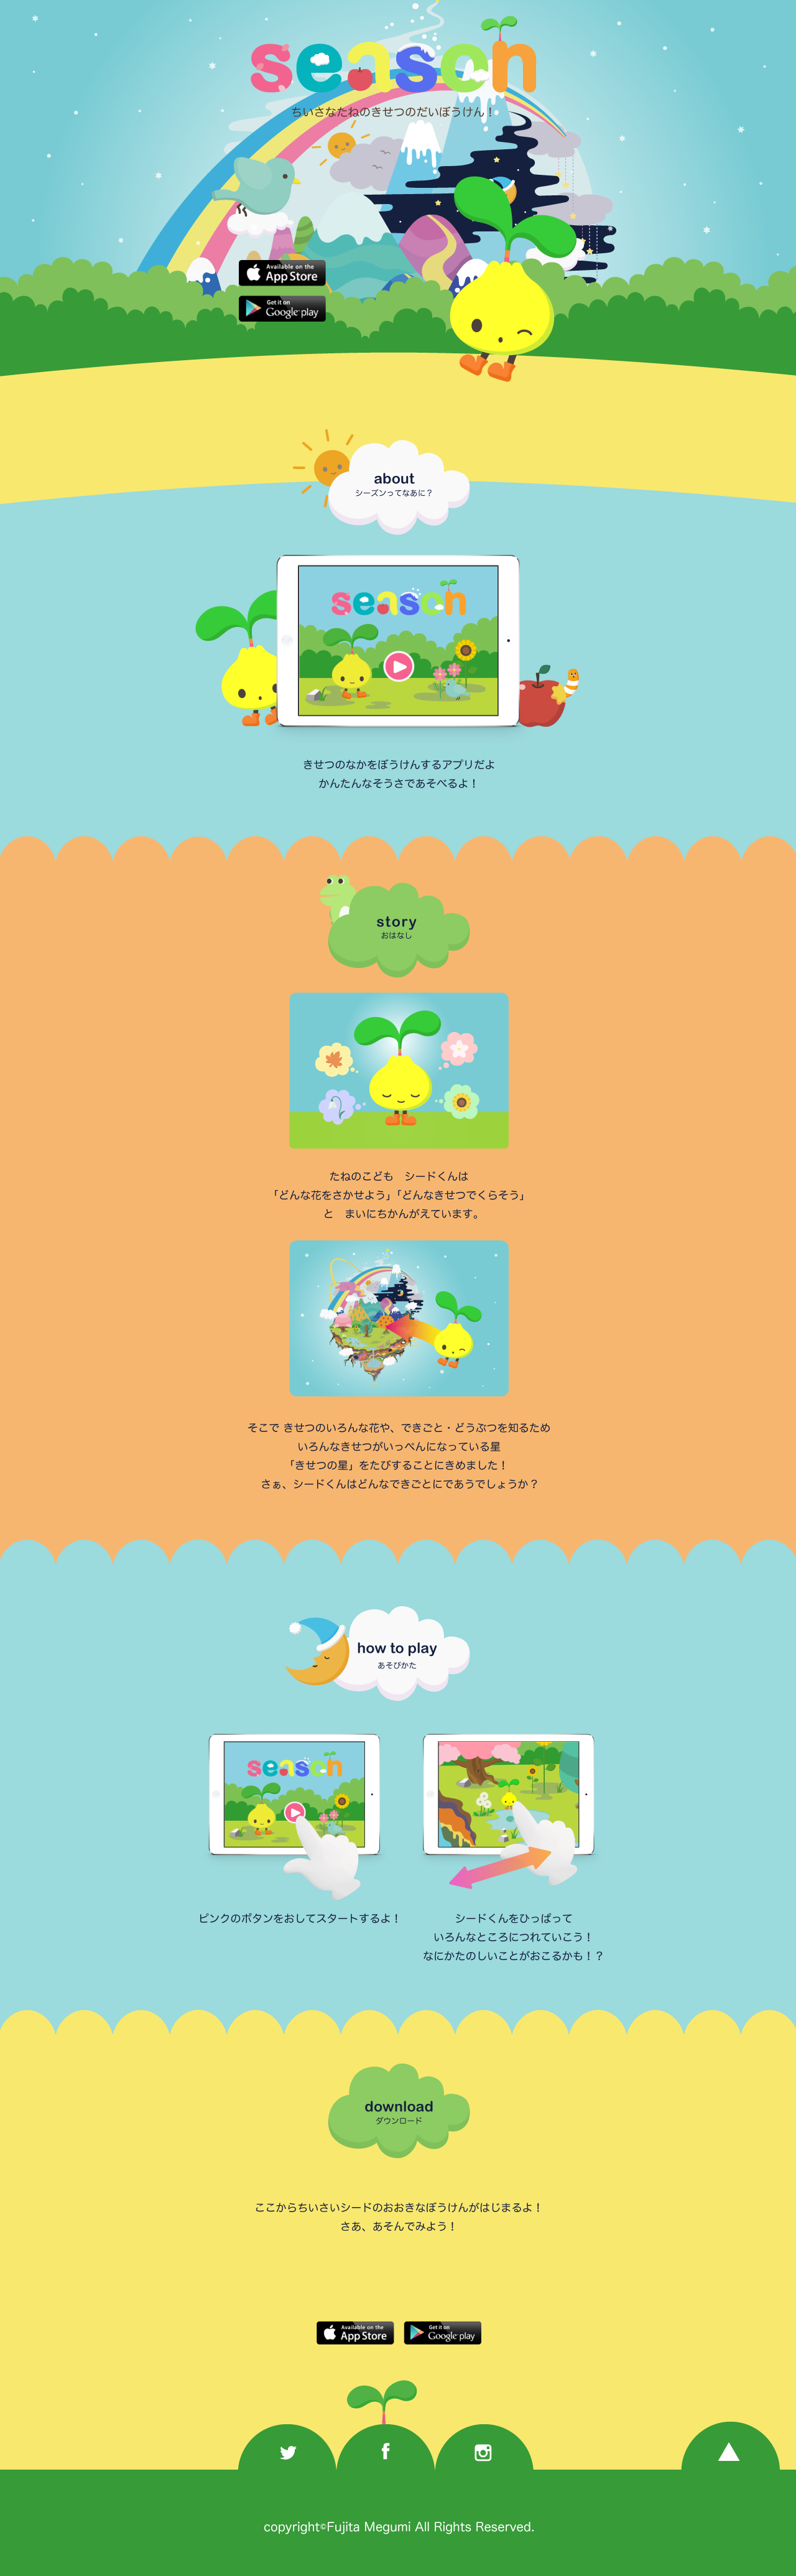 season
ちいさなたねのきせつのだいぼうけん！
Available on the
App Store
Get it on
Google play
about
シーズンってなあに？
season
きせつのなかをぼうけんするアプリだよ
かんたんなそうさであそべるよ！
story
おはなし
たねのこども　シードくんは
「どんな花をさかせよう」「どんなきせつでくらそう」
と　まいにちかんがえています。
そこで きせつのいろんな花や、できごと・どうぶつを知るため
いろんなきせつがいっぺんになっている星
「きせつの星」をたびすることにきめました！
さぁ、シードくんはどんなできごとにであうでしょうか？
how to play
あそびかた
season
ピンクのボタンをおしてスタートするよ！
シードくんをひっぱって
いろんなところにつれていこう！
なにかたのしいことがおこるかも！？
download
ダウンロード
ここからちいさいシードのおおきなぼうけんがはじまるよ！
さあ、あそんでみよう！
Available on the
App Store
Get it on
Google play
copyright©Fujita Megumi All Rights Reserved.